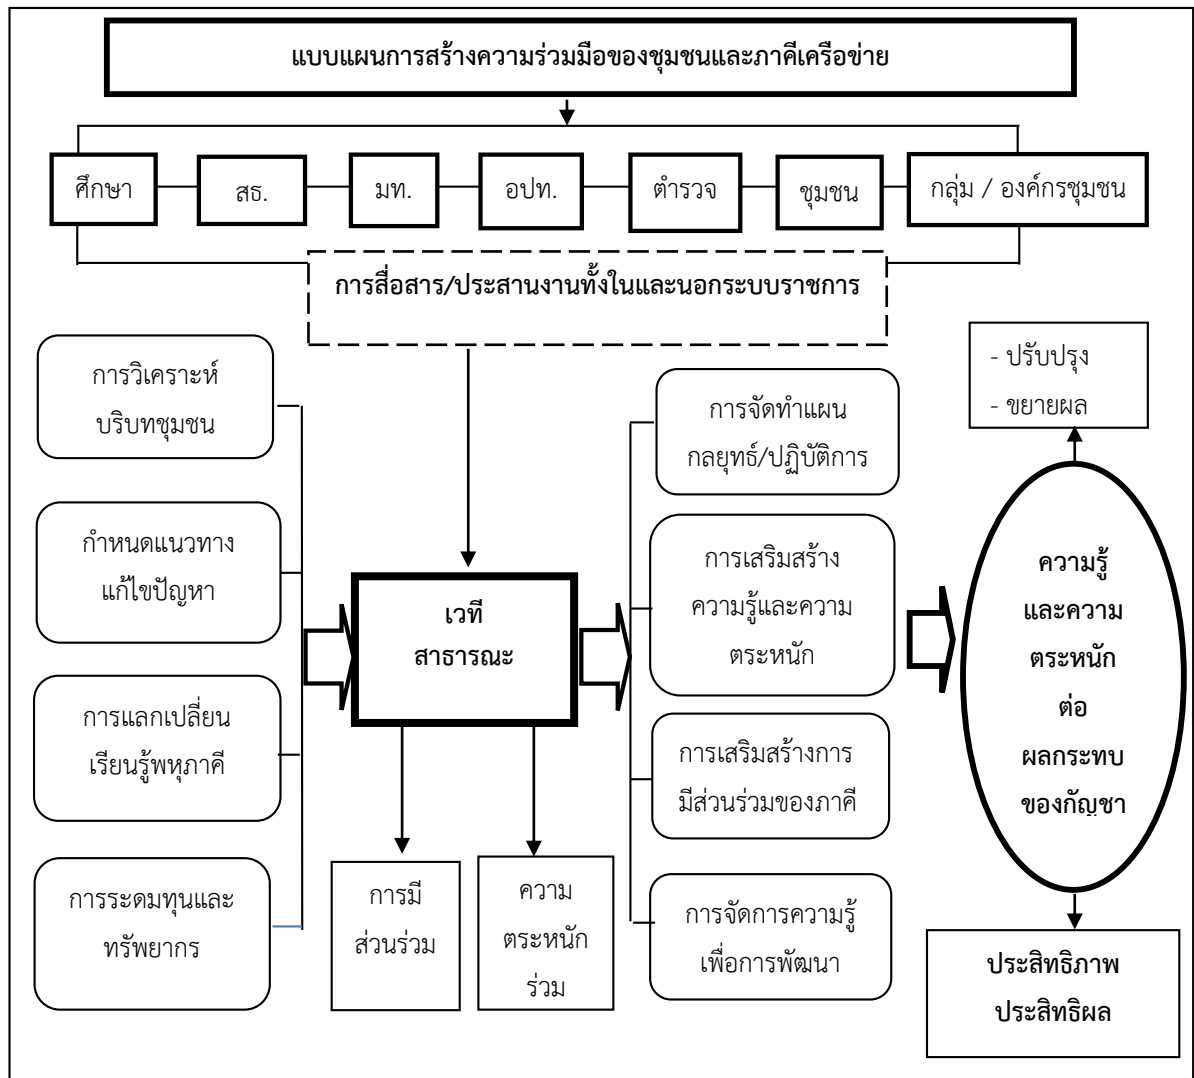 แบบแผนการสร้างความร่วมมือของชุมชนและภาคีเครือข่าย
ศึกษา
สธ.
มท.
อปท.
ตำรวจ
ชุมชน
กลุ่ม / องค์กรชุมชน
การสื่อสาร/ประสานงานทั้งในและนอกระบบราชการ
การวิเคราะห์
บริบทชุมชน
กำหนดแนวทาง
แก้ไขปัญหา
การแลกเปลี่ยน
เรียนรู้พหุภาคี
การระดมทุนและ
ทรัพยากร
เวที
สาธารณะ
การมี
ส่วนร่วม
ความ
ตระหนัก
ร่วม
การจัดทำแผน
กลยุทธ์/ปฏิบัติการ
การเสริมสร้าง
ความรู้และความ
ตระหนัก
การเสริมสร้างการ
มีส่วนร่วมของภาคี
การจัดการความรู้
เพื่อการพัฒนา
- ปรับปรุง
- ขยายผล
ความรู้
และความ
ตระหนัก
ต่อ
ผลกระทบ
ของกัญชา
ประสิทธิภาพ
ประสิทธิผล